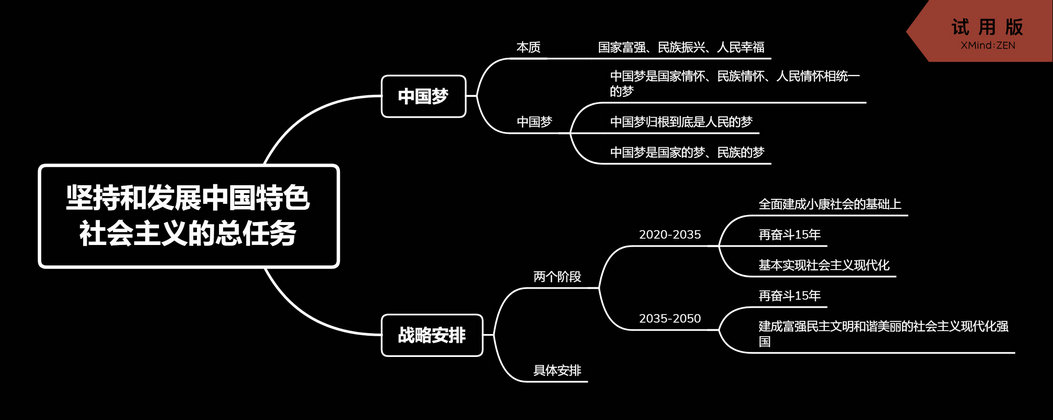 试用版
XMind:ZEN
坚持和发展中国特色
社会主义的总任务
中国梦
本质
国家富强、民族振兴、人民幸福
中国梦
中国梦是国家情怀、民族情怀、人民情怀相统一
的梦
中国梦归根到底是人民的梦
中国梦是国家的梦、民族的梦
战略安排
两个阶段
2020-2035
全面建成小康社会的基础上
再奋斗15年
基本实现社会主义现代化
2035-2050
再奋斗15年
建成富强民主文明和谐美丽的社会主义现代化强
国
具体安排